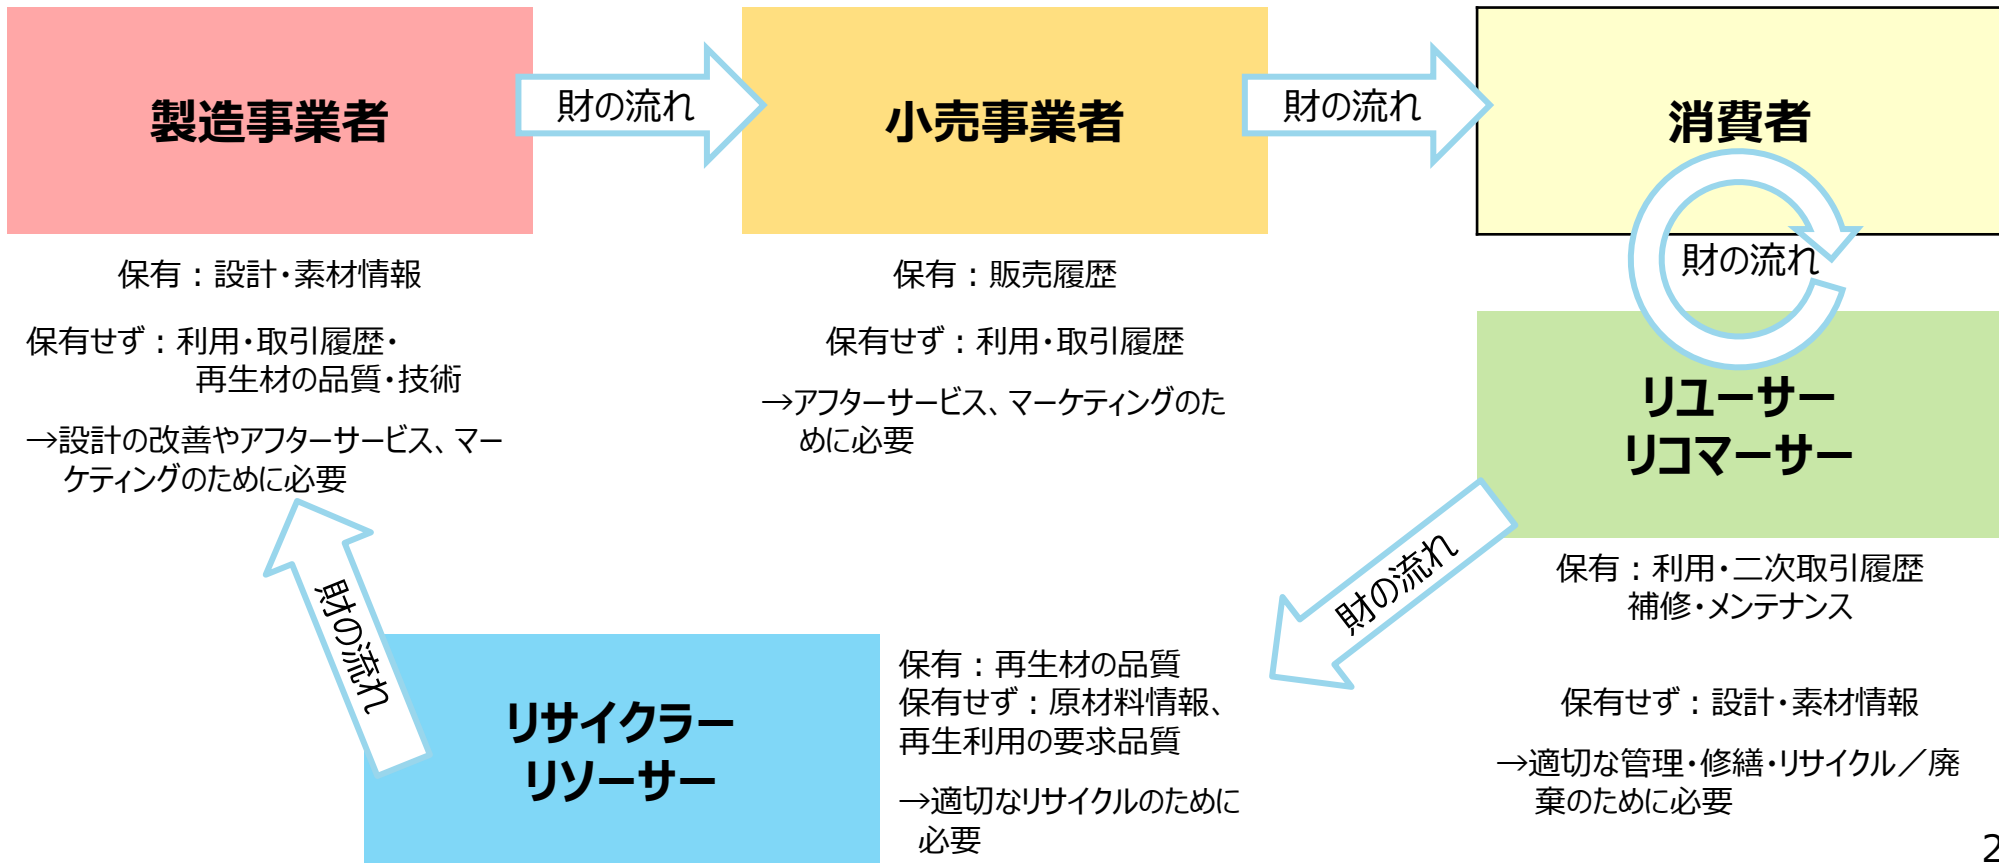 製造事業者
財の流れ
小売事業者
財の流れ
消費者
財の流れ
保有：設計・素材情報
保有せず：利用・取引履歴・
再生材の品質・技術
→設計の改善やアフターサービス、マー
ケティングのために必要
保有：販売履歴
保有せず：利用・取引履歴
→アフターサービス、マーケティングのた
めに必要
リユーサー
リコマーサー
保有：利用・二次取引履歴
補修・メンテナンス
保有せず：設計・素材情報
→適切な管理・修繕・リサイクル／廃
棄のために必要
財の流れ
リサイクラー
リソーサー
保有：再生材の品質
保有せず：原材料情報、
再生利用の要求品質
→適切なリサイクルのために
必要
財の流れ
2